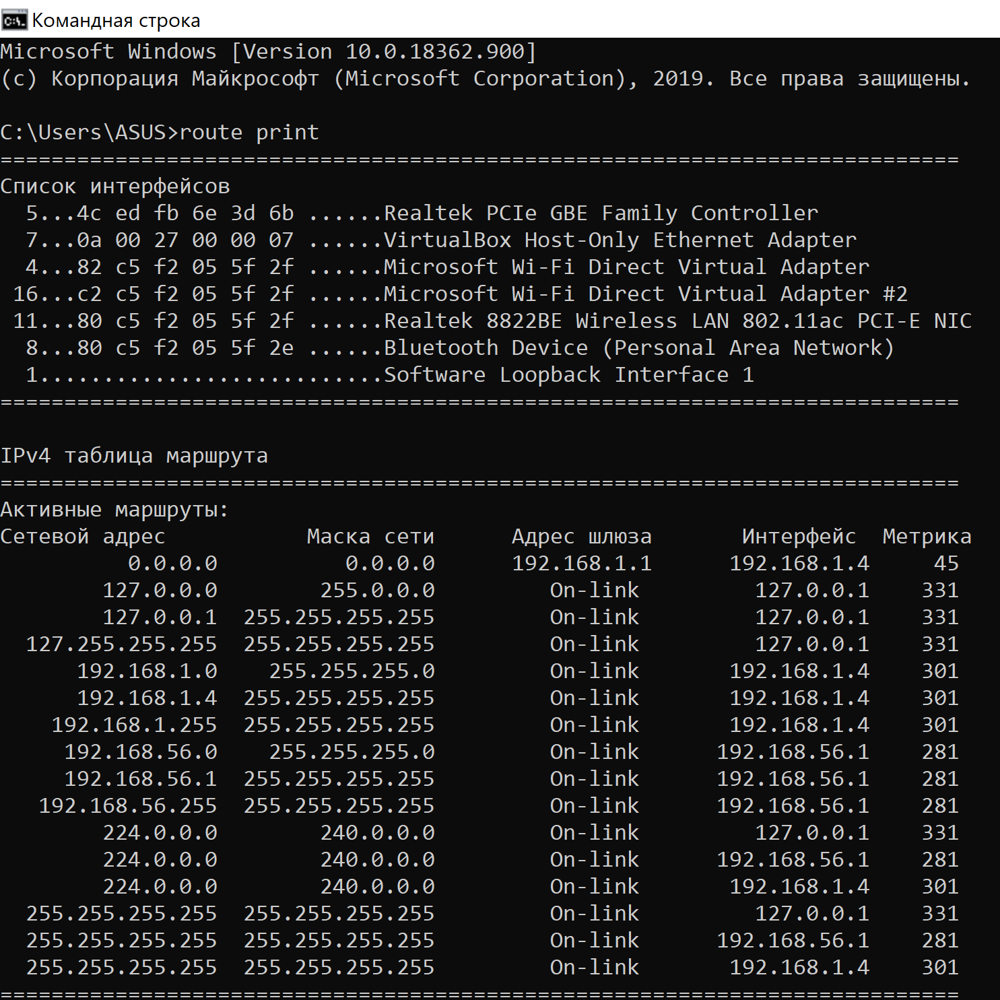 Командная строка
Microsoft Windows [Version 10.0.18362.900]
(c) Корпорация Майкрософт (Microsoft Corporation), 2019. Все права защищены.
C:\Users\ASUS>route print
===========================================================================
Список интерфейсов
  5...4c ed fb 6e 3d 6b ......Realtek PCIe GBE Family Controller
  7...0a 00 27 00 00 07 ......VirtualBox Host-Only Ethernet Adapter
  4...82 c5 f2 05 5f 2f ......Microsoft Wi-Fi Direct Virtual Adapter
 16...c2 c5 f2 05 5f 2f ......Microsoft Wi-Fi Direct Virtual Adapter #2
 11...80 c5 f2 05 5f 2f ......Realtek 8822BE Wireless LAN 802.11ac PCI-E NIC
  8...80 c5 f2 05 5f 2e ......Bluetooth Device (Personal Area Network)
  1...........................Software Loopback Interface 1
===========================================================================
IPv4 таблица маршрута
===========================================================================
Активные маршруты:
Сетевой адрес           Маска сети      Адрес шлюза       Интерфейс  Метрика
          0.0.0.0          0.0.0.0      192.168.1.1      192.168.1.4     45
        127.0.0.0        255.0.0.0         On-link         127.0.0.1    331
        127.0.0.1  255.255.255.255         On-link         127.0.0.1    331
  127.255.255.255  255.255.255.255         On-link         127.0.0.1    331
      192.168.1.0    255.255.255.0         On-link       192.168.1.4    301
      192.168.1.4  255.255.255.255         On-link       192.168.1.4    301
    192.168.1.255  255.255.255.255         On-link       192.168.1.4    301
     192.168.56.0    255.255.255.0         On-link      192.168.56.1    281
     192.168.56.1  255.255.255.255         On-link      192.168.56.1    281
   192.168.56.255  255.255.255.255         On-link      192.168.56.1    281
        224.0.0.0        240.0.0.0         On-link         127.0.0.1    331
        224.0.0.0        240.0.0.0         On-link      192.168.56.1    281
        224.0.0.0        240.0.0.0         On-link       192.168.1.4    301
  255.255.255.255  255.255.255.255         On-link         127.0.0.1    331
  255.255.255.255  255.255.255.255         On-link      192.168.56.1    281
  255.255.255.255  255.255.255.255         On-link       192.168.1.4    301
===========================================================================